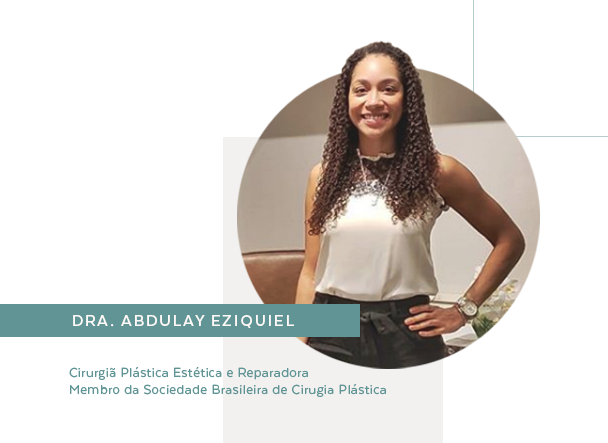 DRA. ABDULAY EZIQUIEL
Cirurgiã Plástica Estética e Reparadora
Membro da Sociedade Brasileira de Cirugia Plástica